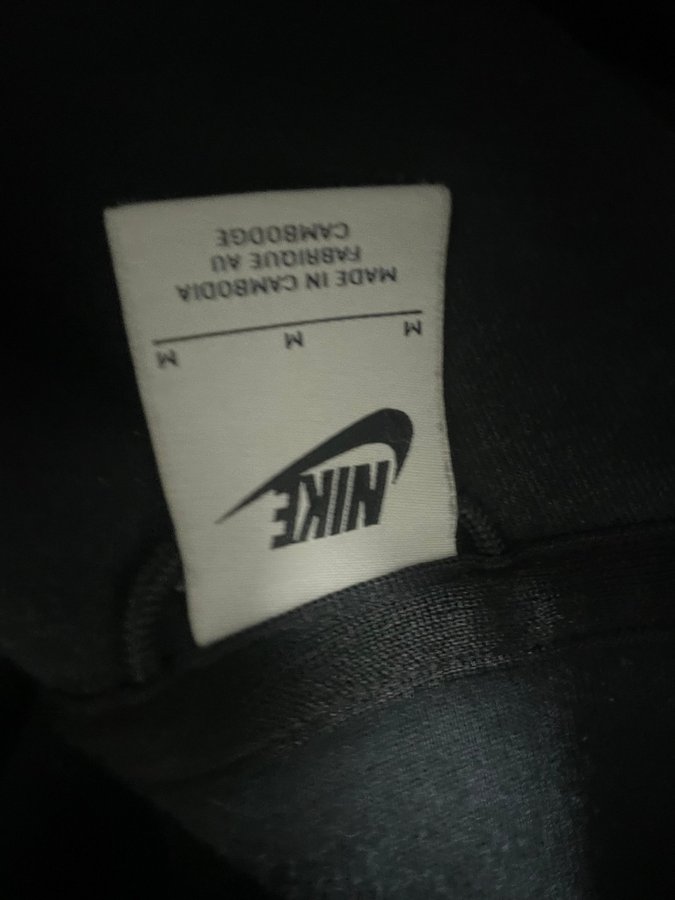 NIKE
M M M
MADE IN CAMBODIA
FABRIQUE AU
CAMBODGE